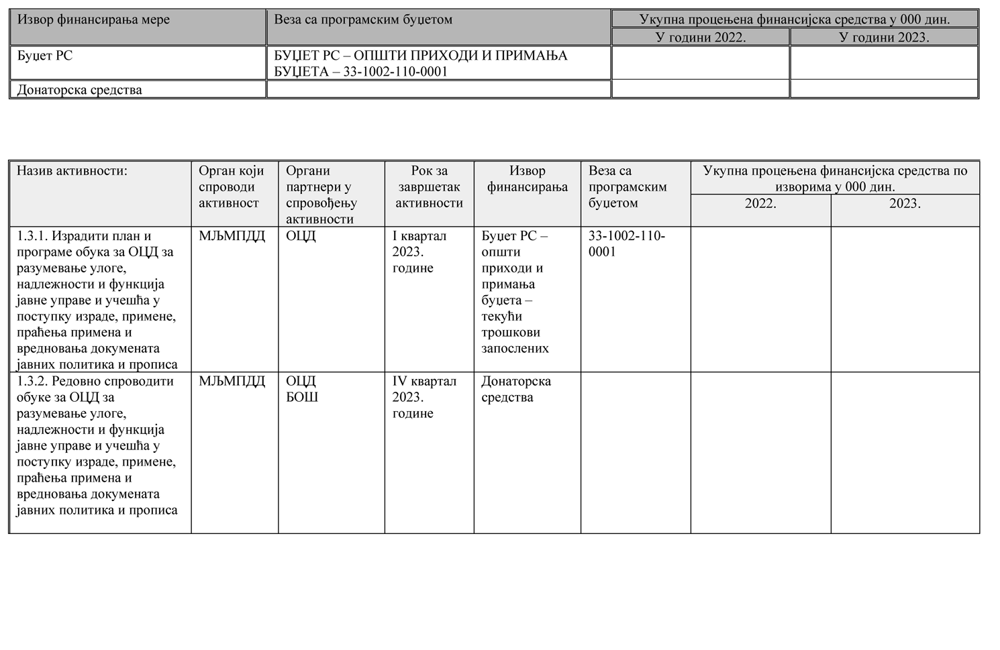 Извор финансирања мере
Веза са програмским буџетом
Укупна процењена финансијска средства у 000 дин.
У години 2022.
У години 2023.
Буџет РС
БУЏЕТ РС – ОПШТИ ПРИХОДИ И ПРИМАЊА
БУЏЕТА – 33-1002-110-0001
Донаторска средства
Назив активности:
Орган који
спроводи
активност
Органи
партнери у
спровођењу
активности
Рок за
завршетак
активности
Извор
финансирања
Веза са
програмским
буџетом
Укупна процењена финансијска средства по
изворима у 000 дин.
2022.
2023.
1.3.1. Израдити план и
програме обука за ОЦД за
разумевање улоге,
надлежности и функција
јавне управе и учешћа у
поступку израде, примене,
праћења примена и
вредновања докумената
јавних политика и прописа
МЉМПДД
ОЦД
I квартал
2023.
године
Буџет РС –
општи
приходи и
примања
буџета –
текући
трошкови
запослених
33-1002-110-
0001
1.3.2. Редовно спроводити
обуке за ОЦД за
разумевање улоге,
надлежности и функција
јавне управе и учешћа у
поступку израде, примене,
праћења примена и
вредновања докумената
јавних политика и прописа
МЉМПДД
ОЦД
БОШ
IV квартал
2023.
године
Донаторска
средства